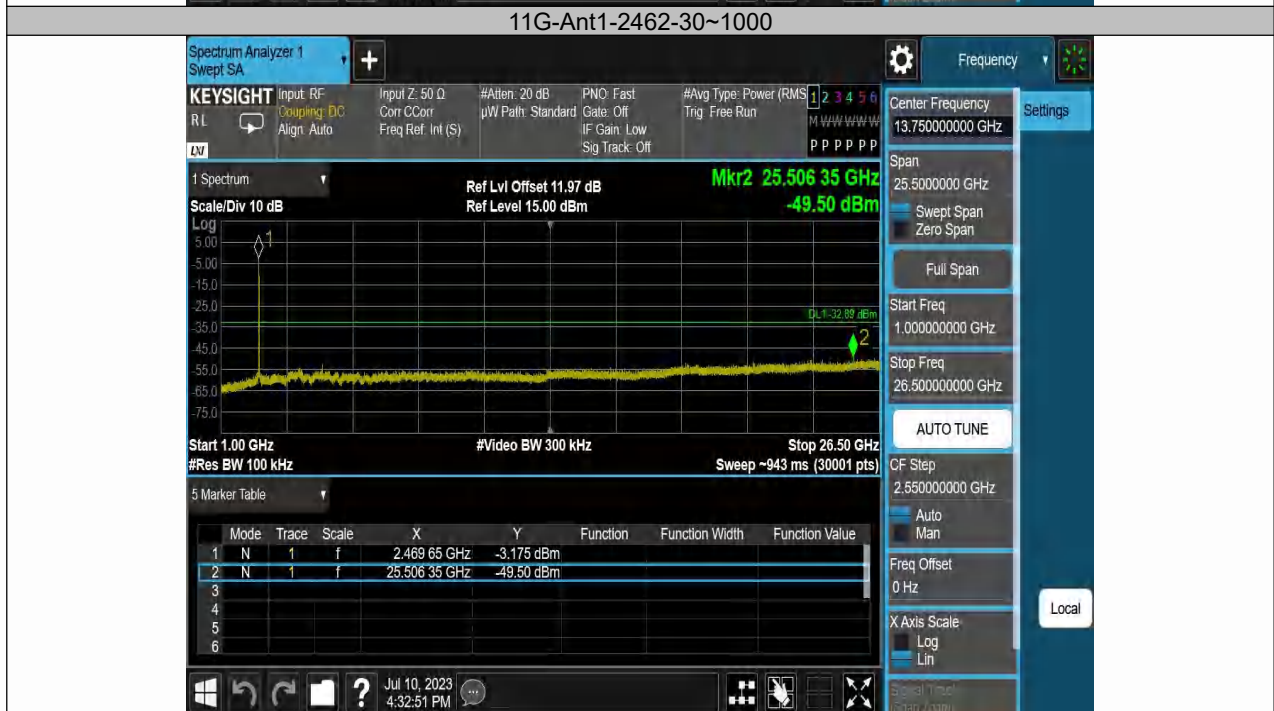 11G-Ant1-2462-30~1000
Spectrum Analyzer 1
Swept SA
+
Frequency
KEYSIGHT
RL
LXI
Input: RF
Coupling: DC
Align: Auto
Input Z: 50 Ω
Corr CCorr
Freq Ref: Int (S)
#Atten: 20 dB
µW Path: Standard
PNO: Fast
Gate: Off
IF Gain: Low
Sig Track: Off
#Avg Type: Power (RMS
Trig: Free Run
1 2 3 4 5 6
M W W W W W
P P P P P P
1 Spectrum
Scale/Div 10 dB
Ref Lvl Offset 11.97 dB
Ref Level 15.00 dBm
Mkr2 25.506 35 GHz
-49.50 dBm
Log
5.00
-5.00
-15.0
-25.0
-35.0
-45.0
-55.0
-65.0
-75.0
1
DL1 -32.89 dBm
2
Start 1.00 GHz
#Res BW 100 kHz
#Video BW 300 kHz
Stop 26.50 GHz
Sweep ~943 ms (30001 pts)
5 Marker Table
Mode Trace Scale X Y Function Function Width Function Value
1 N 1 f 2.469 65 GHz -3.175 dBm
2 N 1 f 25.506 35 GHz -49.50 dBm
3
4
5
6
?
Jul 10, 2023
4:32:51 PM
Center Frequency
13.750000000 GHz
Span
25.5000000 GHz
Swept Span
Zero Span
Full Span
Start Freq
1.000000000 GHz
Stop Freq
26.500000000 GHz
AUTO TUNE
CF Step
2.550000000 GHz
Auto
Man
Freq Offset
0 Hz
X Axis Scale
Log
Lin
Signal Track
Settings
Local